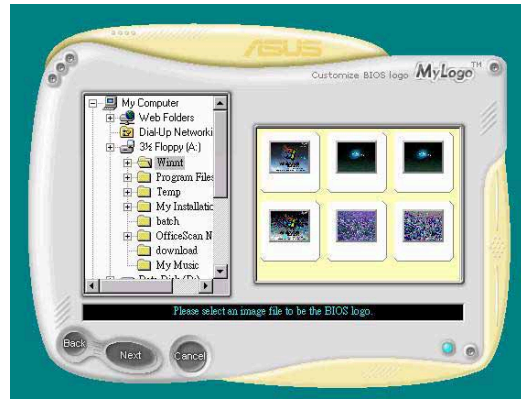 ASUS
Customize BIOS logo MyLogo™
My Computer
Web Folders
Dial-Up Networki
3½ Floppy (A:)
Winnt
Program Files
Temp
My Installatic
batch
OfficeScan N
download
My Music
Please select an image file to be the BIOS logo.
Back
Next
Cancel